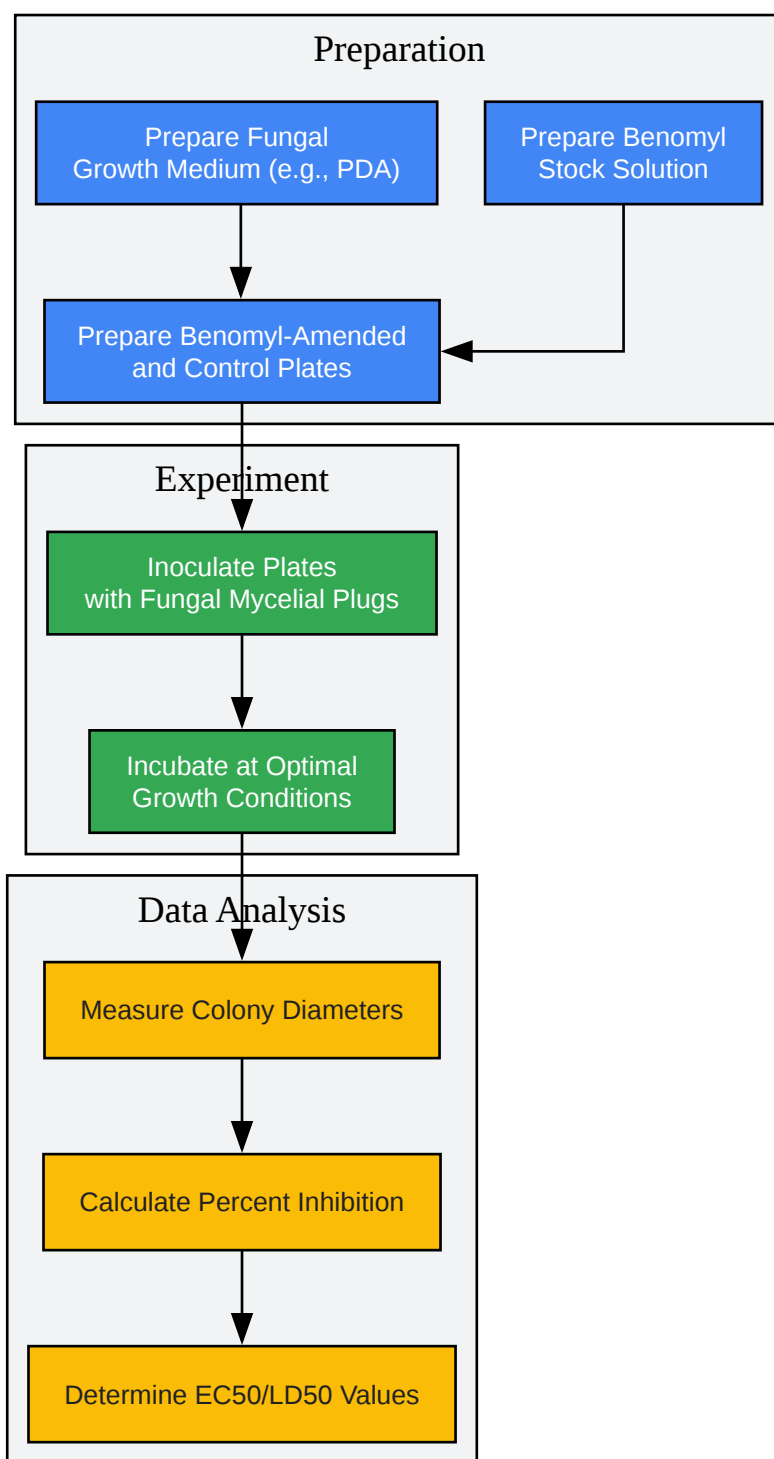 Preparation
Prepare Fungal
Growth Medium (e.g., PDA)
Prepare Benomyl
Stock Solution
Prepare Benomyl-Amended
and Control Plates
Experiment
Inoculate Plates
with Fungal Mycelial Plugs
Incubate at Optimal
Growth Conditions
Data Analysis
Measure Colony Diameters
Calculate Percent Inhibition
Determine EC50/LD50 Values